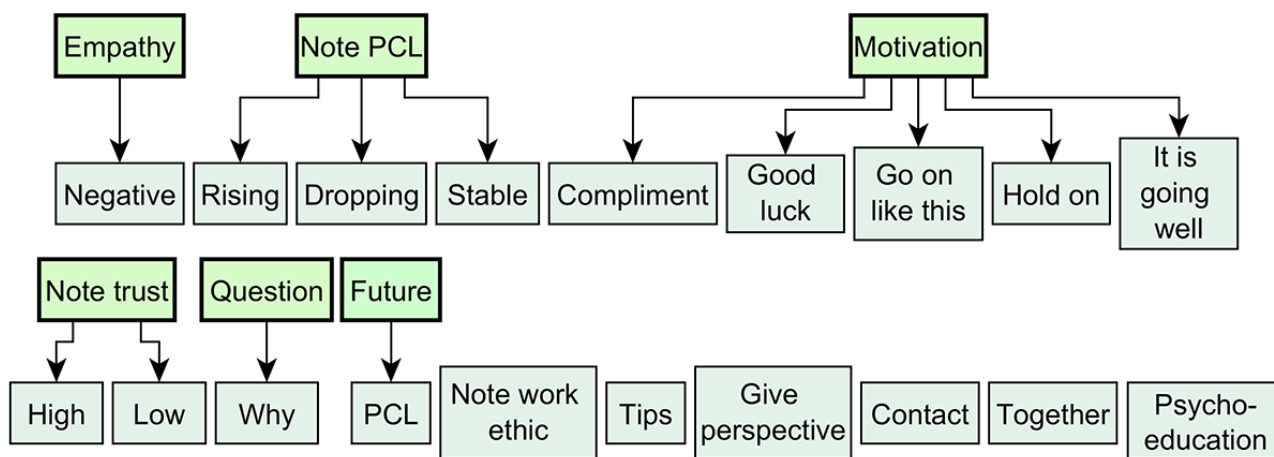 Empathy
Note PCL
Motivation
Negative
Rising
Dropping
Stable
Compliment
Good
luck
Go on
like this
Hold on
It is
going
well
Note trust
Question
Future
High
Low
Why
PCL
Note work
ethic
Tips
Give
perspective
Contact
Together
Psycho-
education